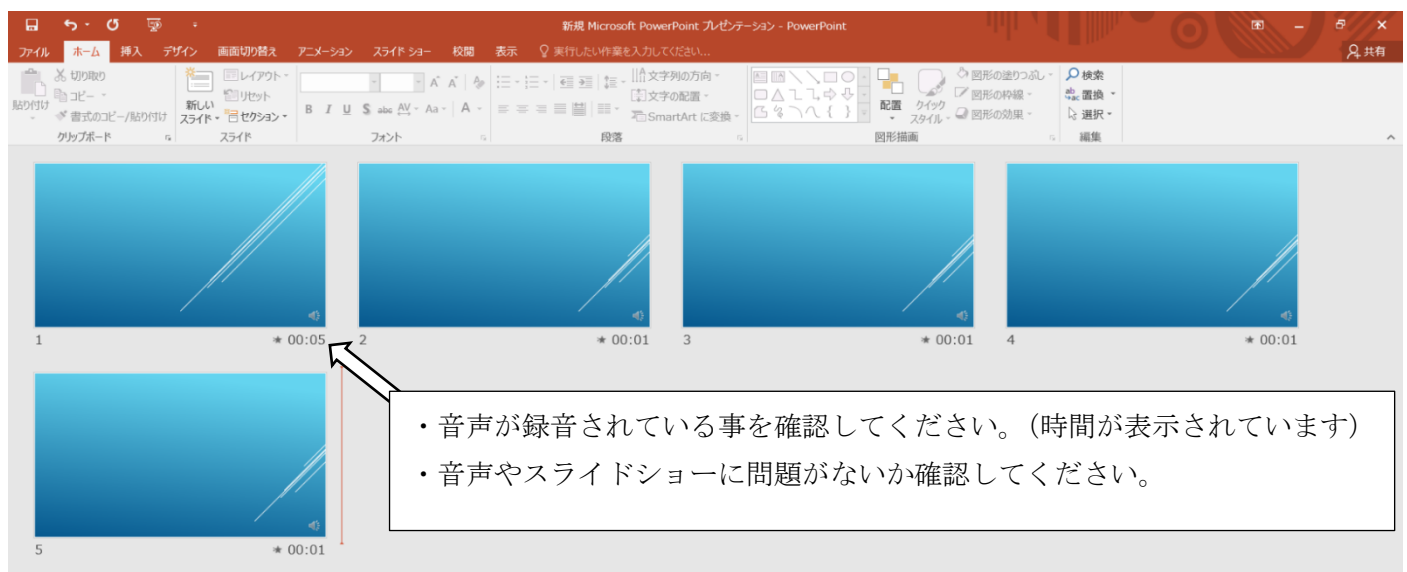 新規 Microsoft PowerPoint プレゼンテーション - PowerPoint
ファイル ホーム 挿入 デザイン 画面切り替え アニメーション スライド ショー 校閲 表示 実行したい作業を入力してください... 共有
貼り付け
切り取り
コピー
書式のコピー/貼り付け
クリップボード
新しい
スライド
レイアウト
リセット
セクション
スライド
B I U S abc AV Aa A
フォント
文字列の方向
文字の配置
SmartArt に変換
段落
配置
クイック
スタイル
図形の塗りつぶし
図形の枠線
図形の効果
図形描画
検索
置換
選択
編集
1 00:05
2 00:01
3 00:01
4 00:01
5 00:01
・音声が録音されている事を確認してください。(時間が表示されています)
・音声やスライドショーに問題がないか確認してください。